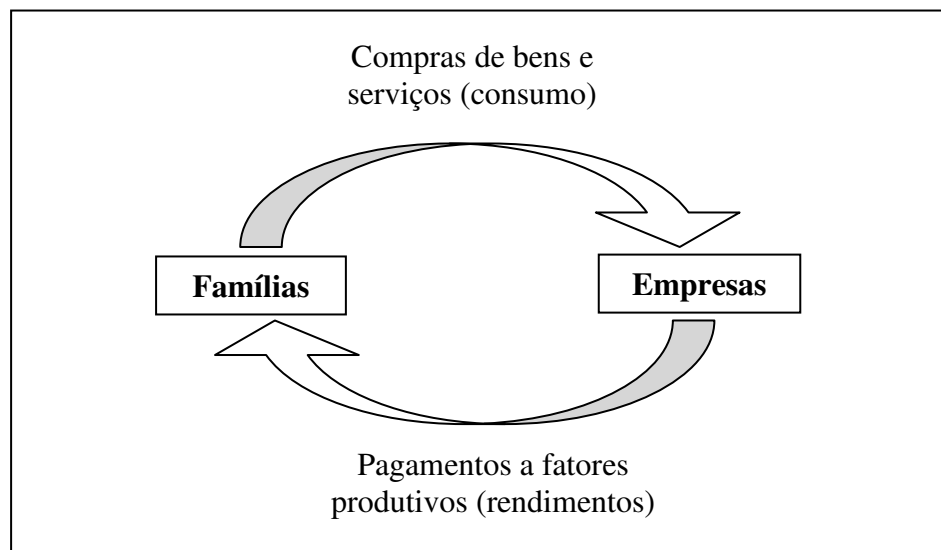 Compras de bens e
serviços (consumo)
Famílias
Empresas
Pagamentos a fatores
produtivos (rendimentos)